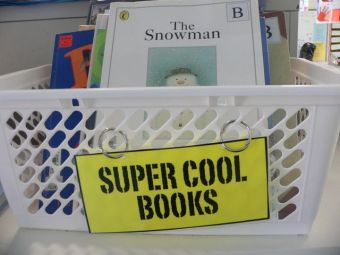 The
Snowman
B
B
SUPER COOL
BOOKS